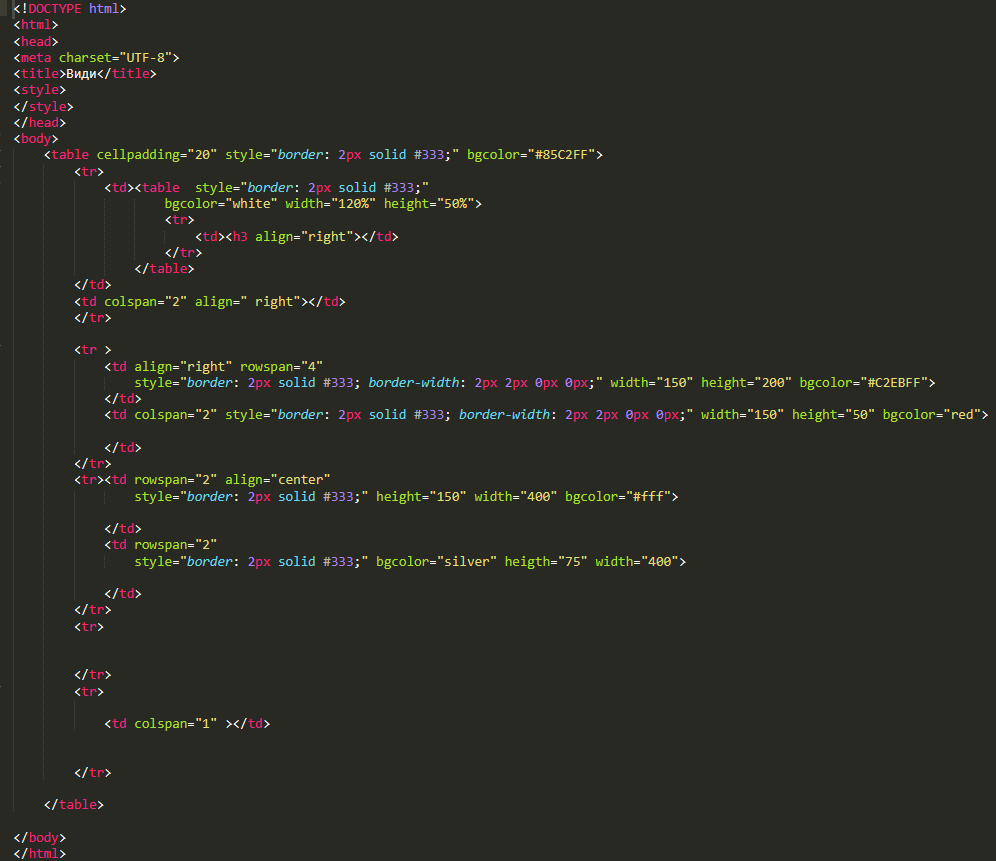 <!DOCTYPE html>
<html>
<head>
<meta charset="UTF-8">
<title>Види</title>
<style>
</style>
</head>
<body>
<table cellpadding="20" style="border: 2px solid #333;" bgcolor="#85C2FF">
<tr>
<td><table  style="border: 2px solid #333;"
bgcolor="white" width="120%" height="50%">
<tr>
<td><h3 align="right"></td>
</tr>
</table>
</td>
<td colspan="2" align=" right"></td>
</tr>
<tr >
<td align="right" rowspan="4"
style="border: 2px solid #333; border-width: 2px 2px 0px 0px;" width="150" height="200" bgcolor="#C2EBFF">
</td>
<td colspan="2" style="border: 2px solid #333; border-width: 2px 2px 0px 0px;" width="150" height="50" bgcolor="red">
</td>
</tr>
<tr><td rowspan="2" align="center"
style="border: 2px solid #333;" height="150" width="400" bgcolor="#fff">
</td>
<td rowspan="2"
style="border: 2px solid #333;" bgcolor="silver" heigth="75" width="400">
</td>
</tr>
<tr>
</tr>
<tr>
<td colspan="1" ></td>
</tr>
</table>
</body>
</html>